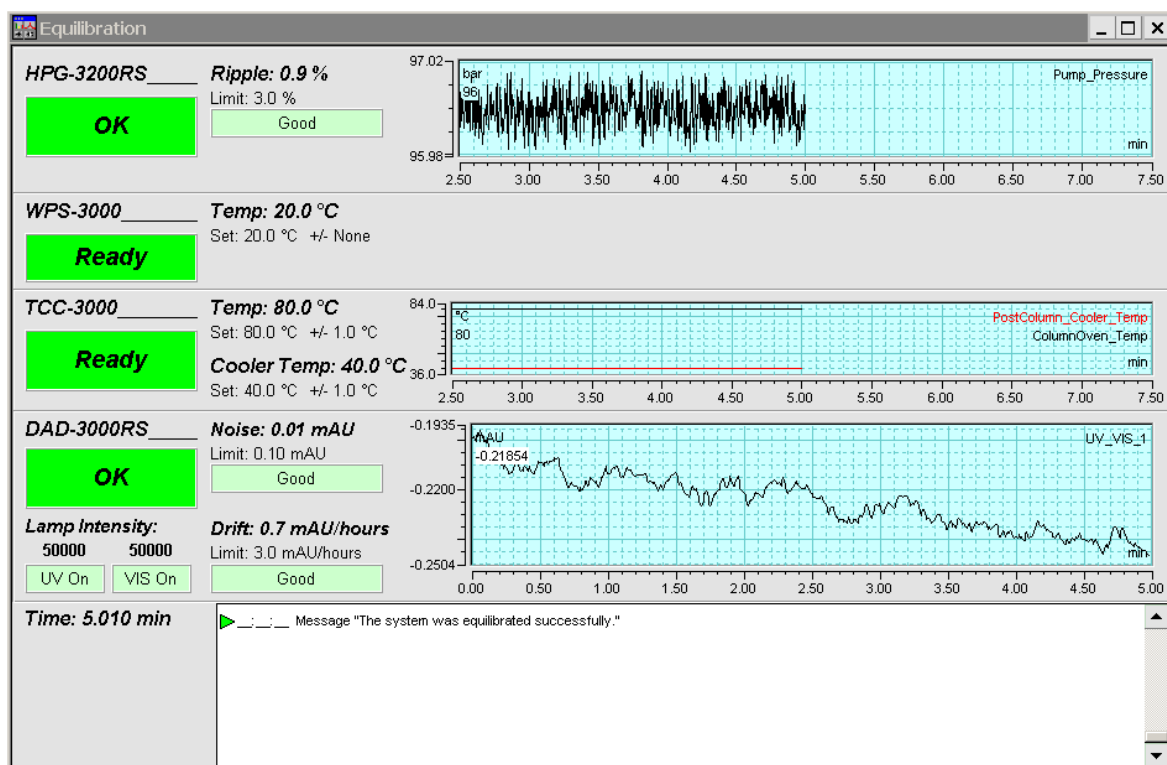 Equilibration
HPG-3200RS_____ Ripple: 0.9 %
OK
Limit: 3.0 %
Good
97.02
bar
96
Pump_Pressure
95.98
min
2.50 3.00 3.50 4.00 4.50 5.00 5.50 6.00 6.50 7.00 7.50
WPS-3000_______ Temp: 20.0 °C
Ready
Set: 20.0 °C +/- None
TCC-3000_______ Temp: 80.0 °C
Ready
Set: 80.0 °C +/- 1.0 °C
Cooler Temp: 40.0 °C
Set: 40.0 °C +/- 1.0 °C
84.0
°C
80
PostColumn_Cooler_Temp
ColumnOven_Temp
min
36.0
2.50 3.00 3.50 4.00 4.50 5.00 5.50 6.00 6.50 7.00 7.50
DAD-3000RS____ Noise: 0.01 mAU
OK
Limit: 0.10 mAU
Good
Lamp Intensity:
50000 50000
UV On VIS On
Drift: 0.7 mAU/hours
Limit: 3.0 mAU/hours
Good
-0.1935
mAU
-0.21854
UV_VIS_1
-0.2200
min
-0.2504
0.00 0.50 1.00 1.50 2.00 2.50 3.00 3.50 4.00 4.50 5.00
Time: 5.010 min
__:__:__ Message "The system was equilibrated successfully."